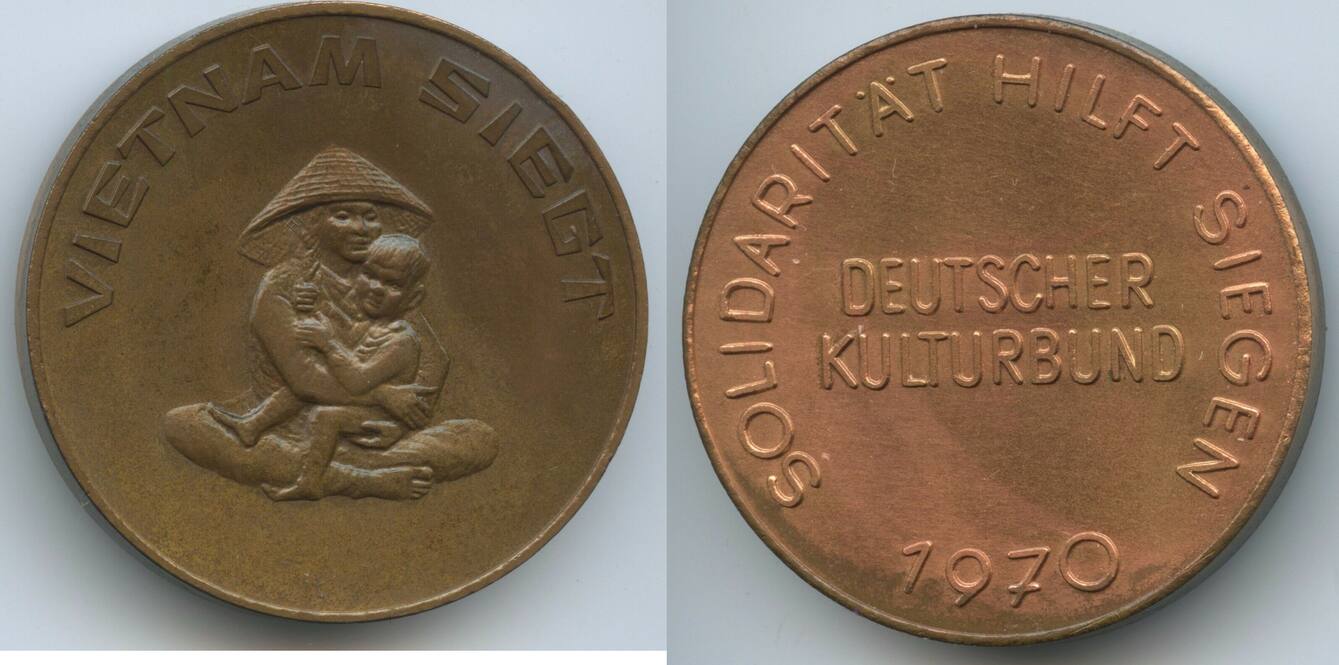 VIETNAM SIEGT
SOLIDARITÄT HILFT SIEGEN
DEUTSCHER
KULTURBUND
1970